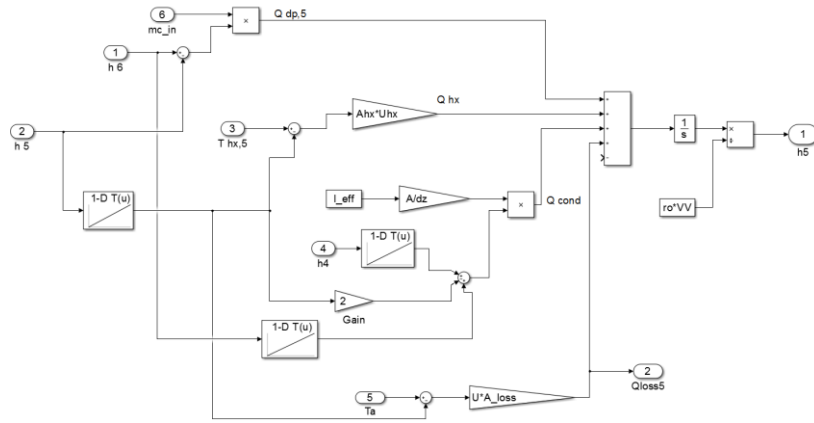 6
mc_in
×
Q dp,5
1
h 6
2
h 5
3
T hx,5
Ahx*Uhx
Q hx
1
s
×
÷
1
h5
1-D T(u)
l_eff
A/dz
×
Q cond
ro*VV
4
h4
1-D T(u)
2
Gain
1-D T(u)
5
Ta
U*A_loss
2
Qloss5